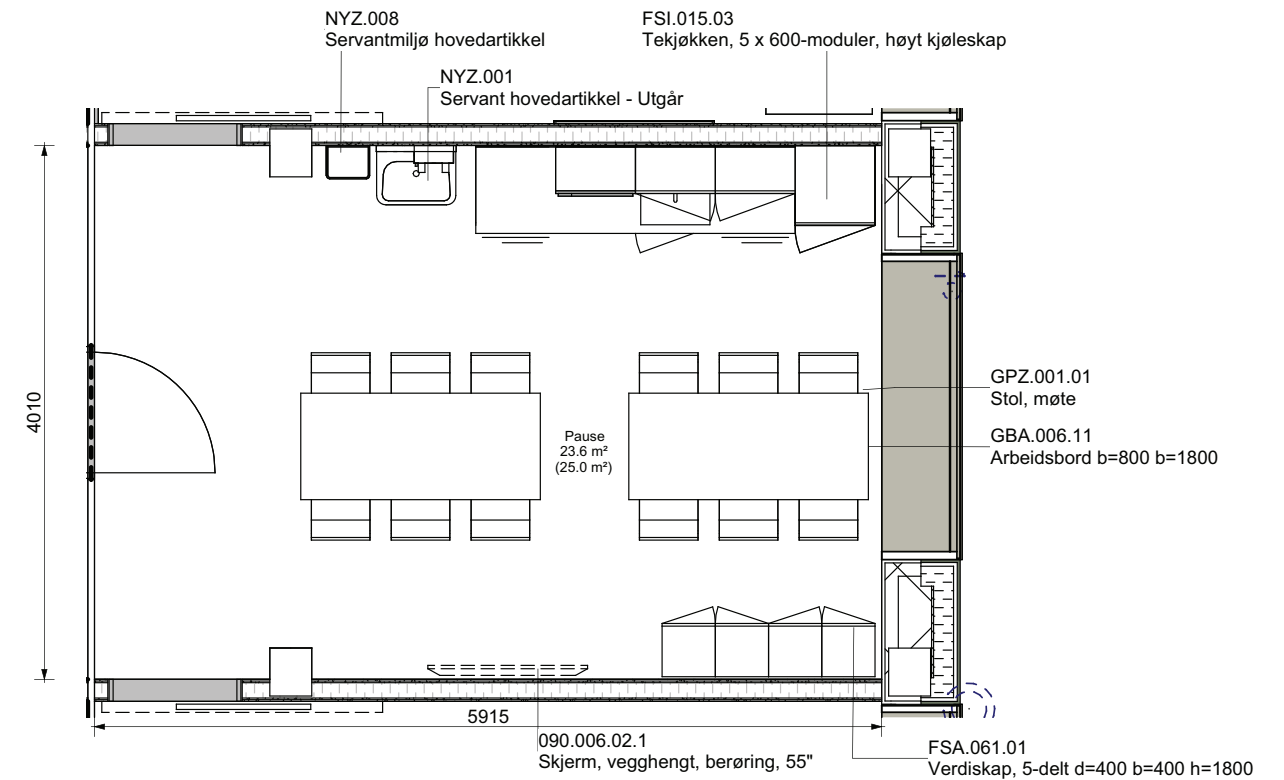 NYZ.008
Servantmiljø hovedartikkel
FSI.015.03
Tekjøkken, 5 x 600-moduler, høyt kjøleskap
NYZ.001
Servant hovedartikkel - Utgår
4010
Pause
23.6 m²
(25.0 m²)
GPZ.001.01
Stol, møte
GBA.006.11
Arbeidsbord b=800 b=1800
5915
090.006.02.1
Skjerm, vegghengt, berøring, 55"
FSA.061.01
Verdiskap, 5-delt d=400 b=400 h=1800